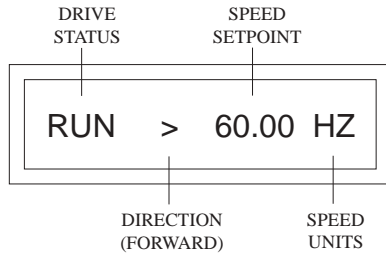 DRIVE STATUS
SPEED SETPOINT
RUN > 60.00 HZ
DIRECTION (FORWARD)
SPEED UNITS